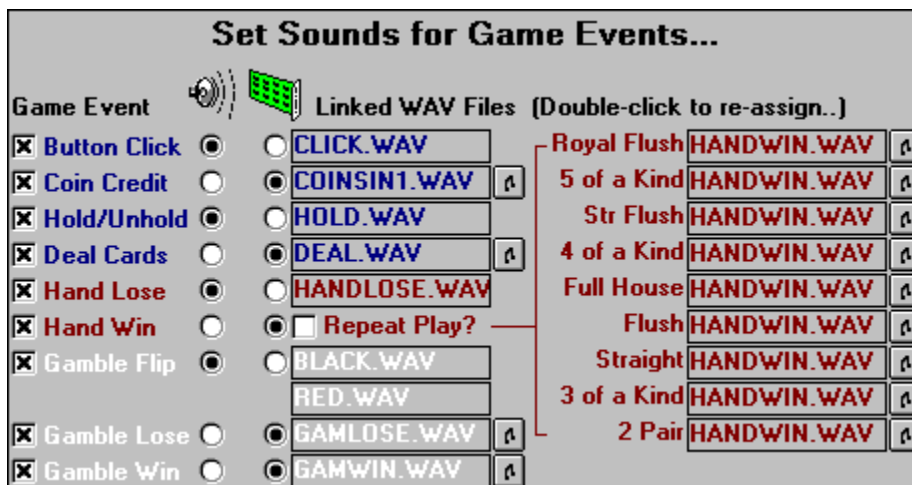 Set Sounds for Game Events...
Game Event Linked WAV Files (Double-click to re-assign..)
Button Click CLICK.WAV Royal Flush HANDWIN.WAV
Coin Credit COINSIN1.WAV 5 of a Kind HANDWIN.WAV
Hold/Unhold HOLD.WAV Str Flush HANDWIN.WAV
Deal Cards DEAL.WAV 4 of a Kind HANDWIN.WAV
Hand Lose HANDLOSE.WAV Full House HANDWIN.WAV
Hand Win Repeat Play? Flush HANDWIN.WAV
Gamble Flip BLACK.WAV Straight HANDWIN.WAV
RED.WAV 3 of a Kind HANDWIN.WAV
Gamble Lose GAMLOSE.WAV 2 Pair HANDWIN.WAV
Gamble Win GAMWIN.WAV